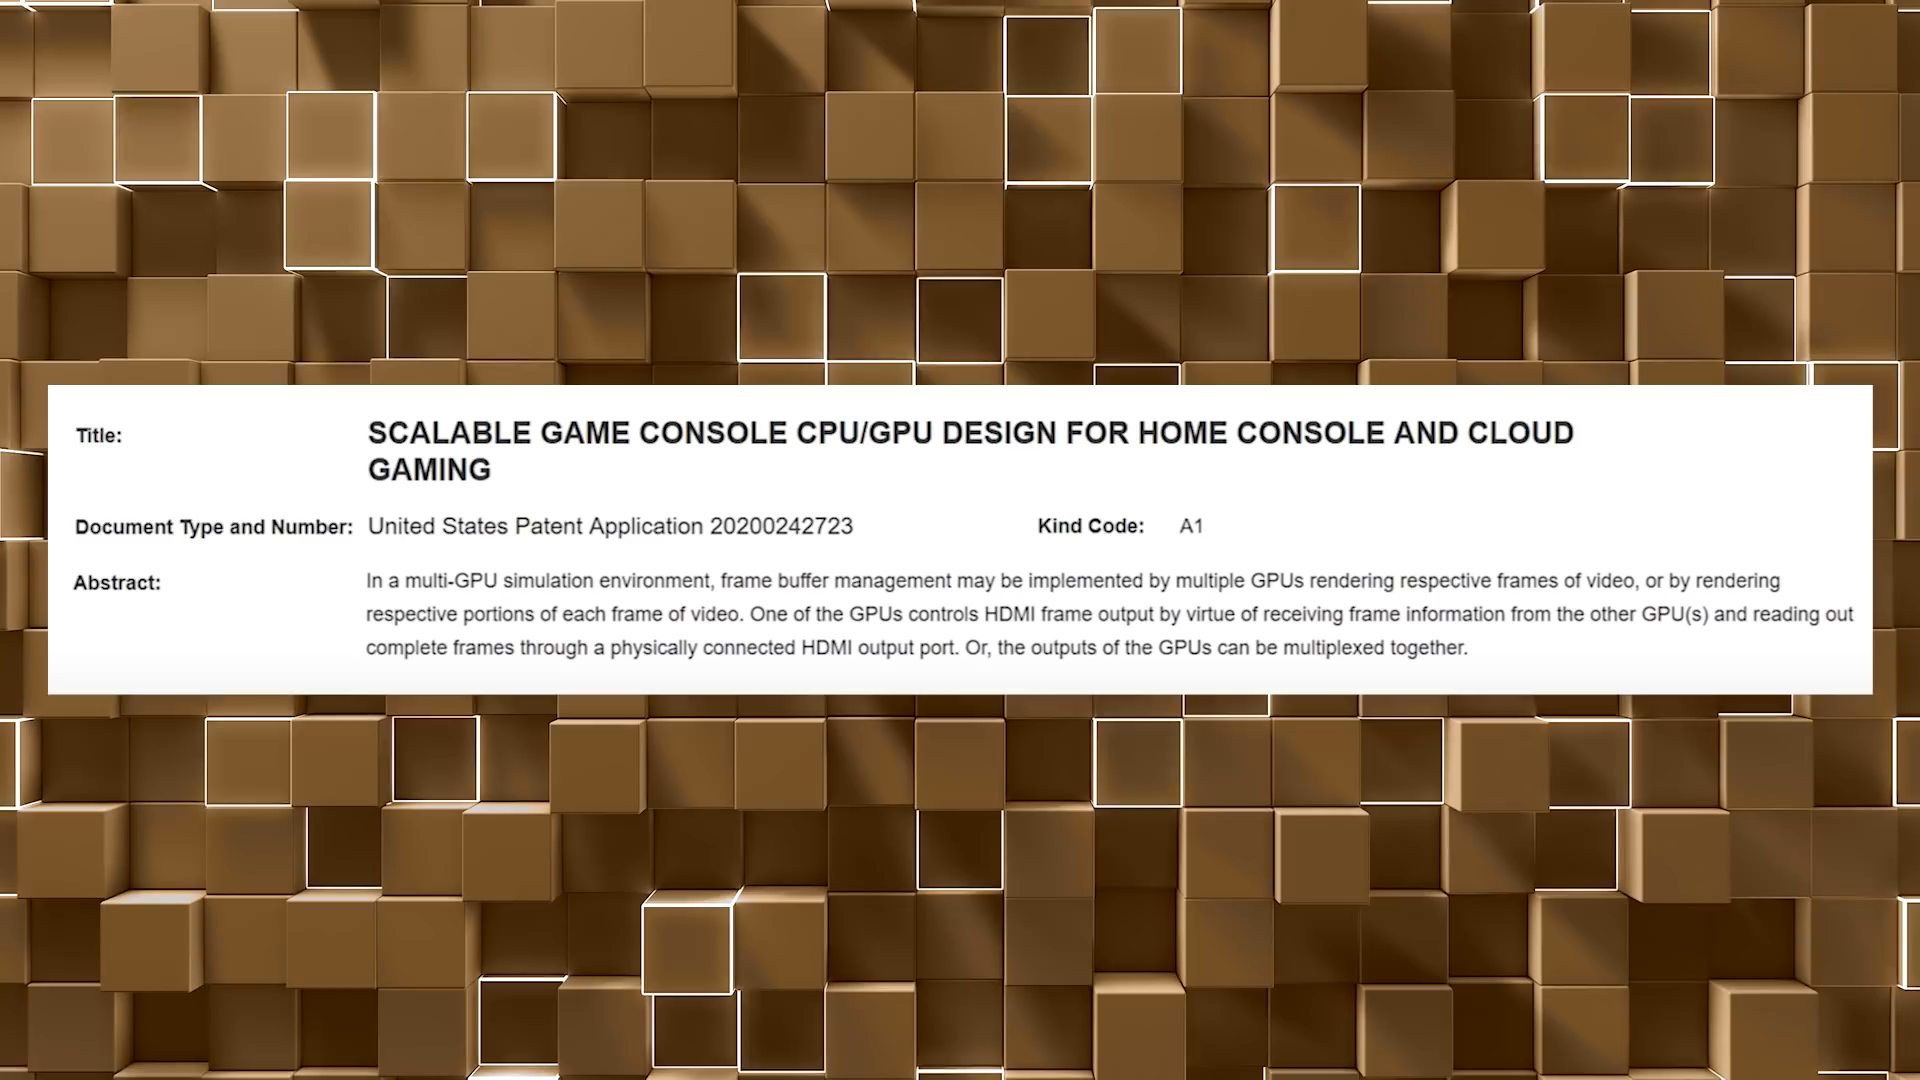 Title: SCALABLE GAME CONSOLE CPU/GPU DESIGN FOR HOME CONSOLE AND CLOUD
GAMING
Document Type and Number: United States Patent Application 20200242723 Kind Code: A1
Abstract: In a multi-GPU simulation environment, frame buffer management may be implemented by multiple GPUs rendering respective frames of video, or by rendering
respective portions of each frame of video. One of the GPUs controls HDMI frame output by virtue of receiving frame information from the other GPU(s) and reading out
complete frames through a physically connected HDMI output port. Or, the outputs of the GPUs can be multiplexed together.